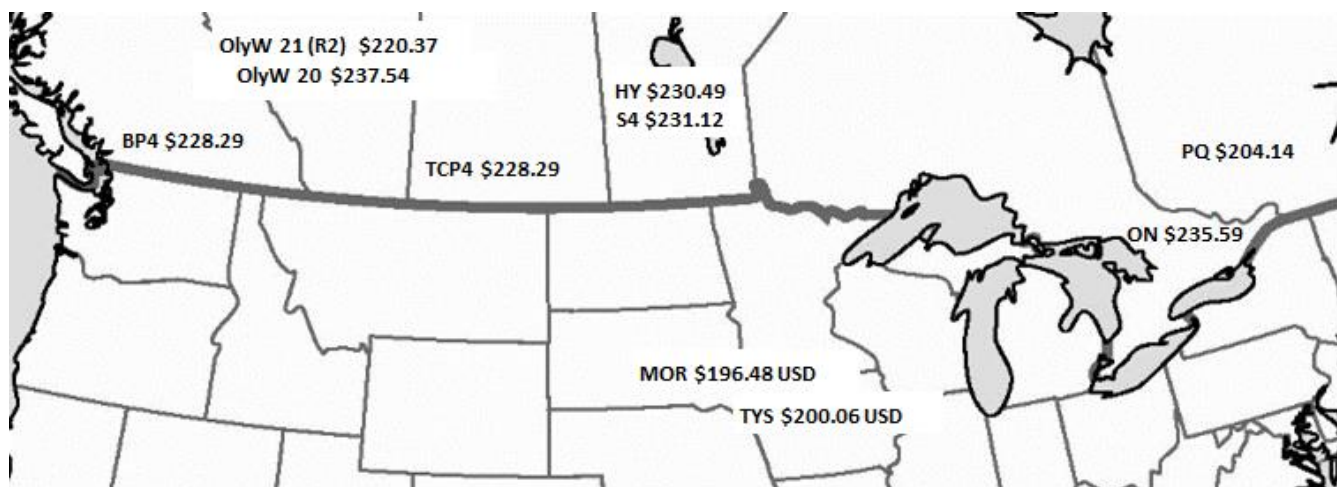 OlyW 21 (R2) $220.37
OlyW 20 $237.54
HY $230.49
S4 $231.12
BP4 $228.29
TCP4 $228.29
PQ $204.14
ON $235.59
MOR $196.48 USD
TYS $200.06 USD